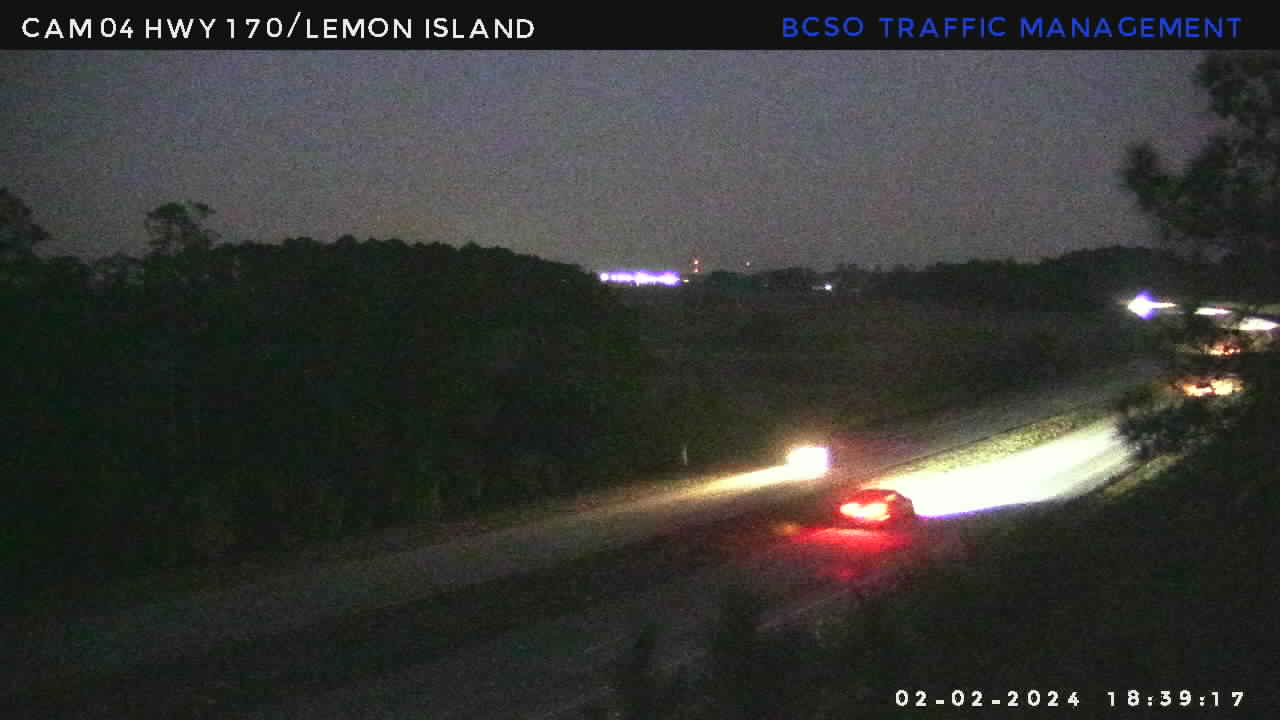 CAM04 HWY 170/LEMON ISLAND
BCSO TRAFFIC MANAGEMENT
02-02-2024 18:39:17